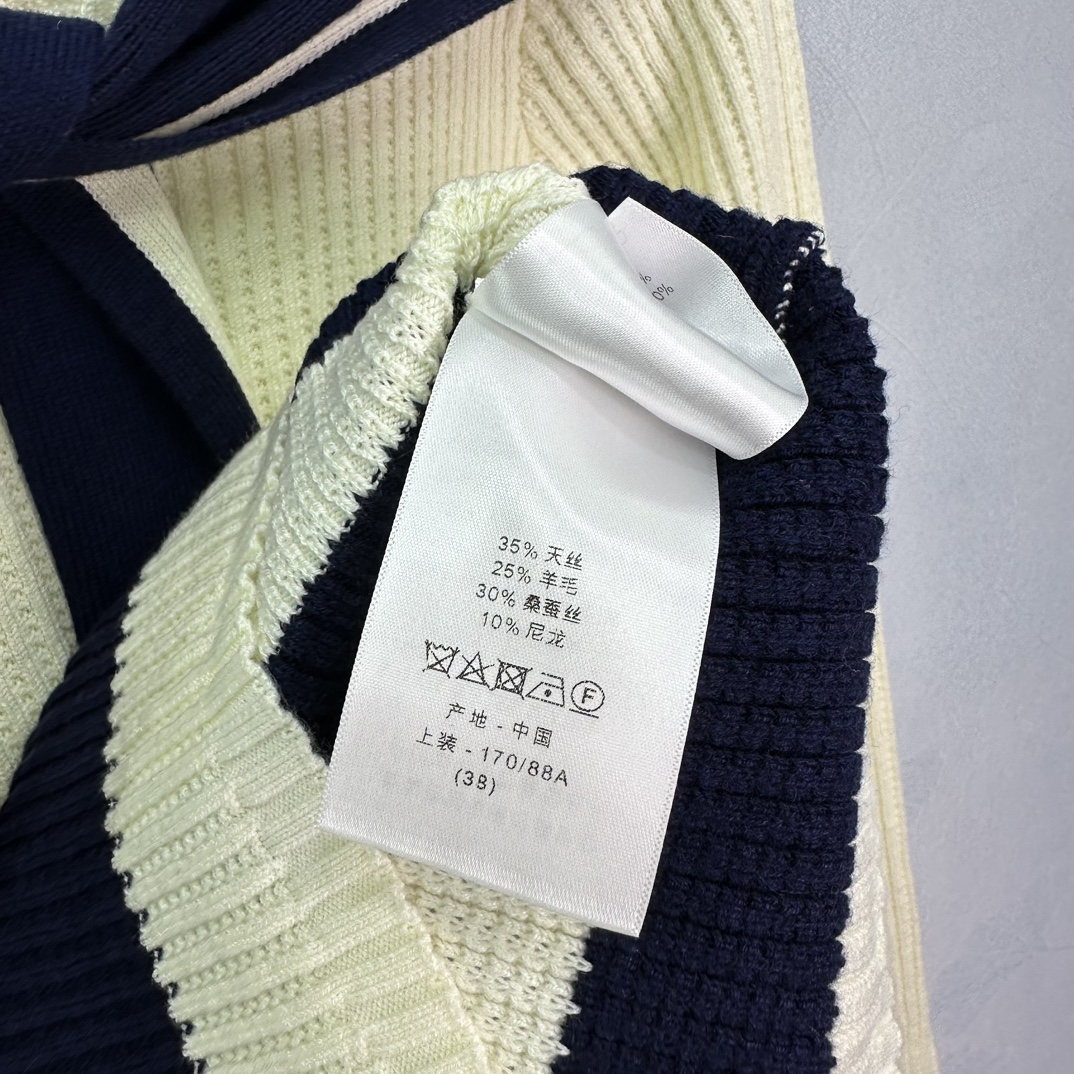 %
0%
35% 天丝
25% 羊毛
30% 桑蚕丝
10% 尼龙
F
产地 - 中国
上装 - 170/88A
(38)